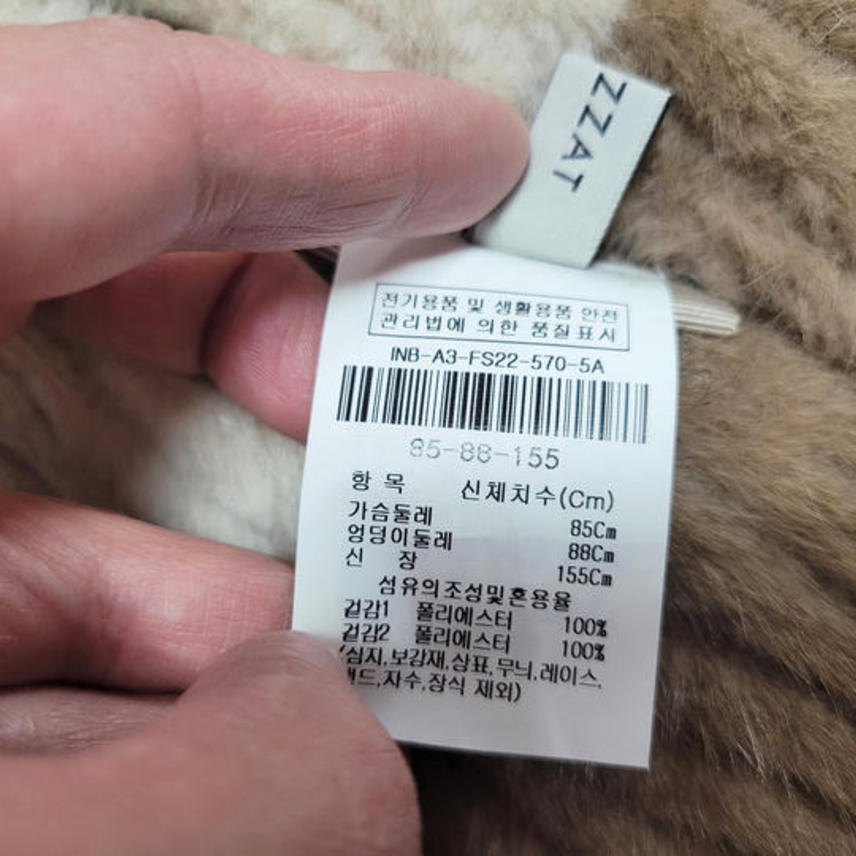 ZZAT
전기용품 및 생활용품 안전
관리법에 의한 품질표시
INB-A3-FS22-570-5A
85-88-155
항 목 신체치수(Cm)
가슴둘레 85Cm
엉덩이둘레 88Cm
신 장 155Cm
섬유의조성및혼용율
겉감1 폴리에스터 100%
겉감2 폴리에스터 100%
(심지,보강재,상표,무늬,레이스,
밴드,자수,장식 제외)